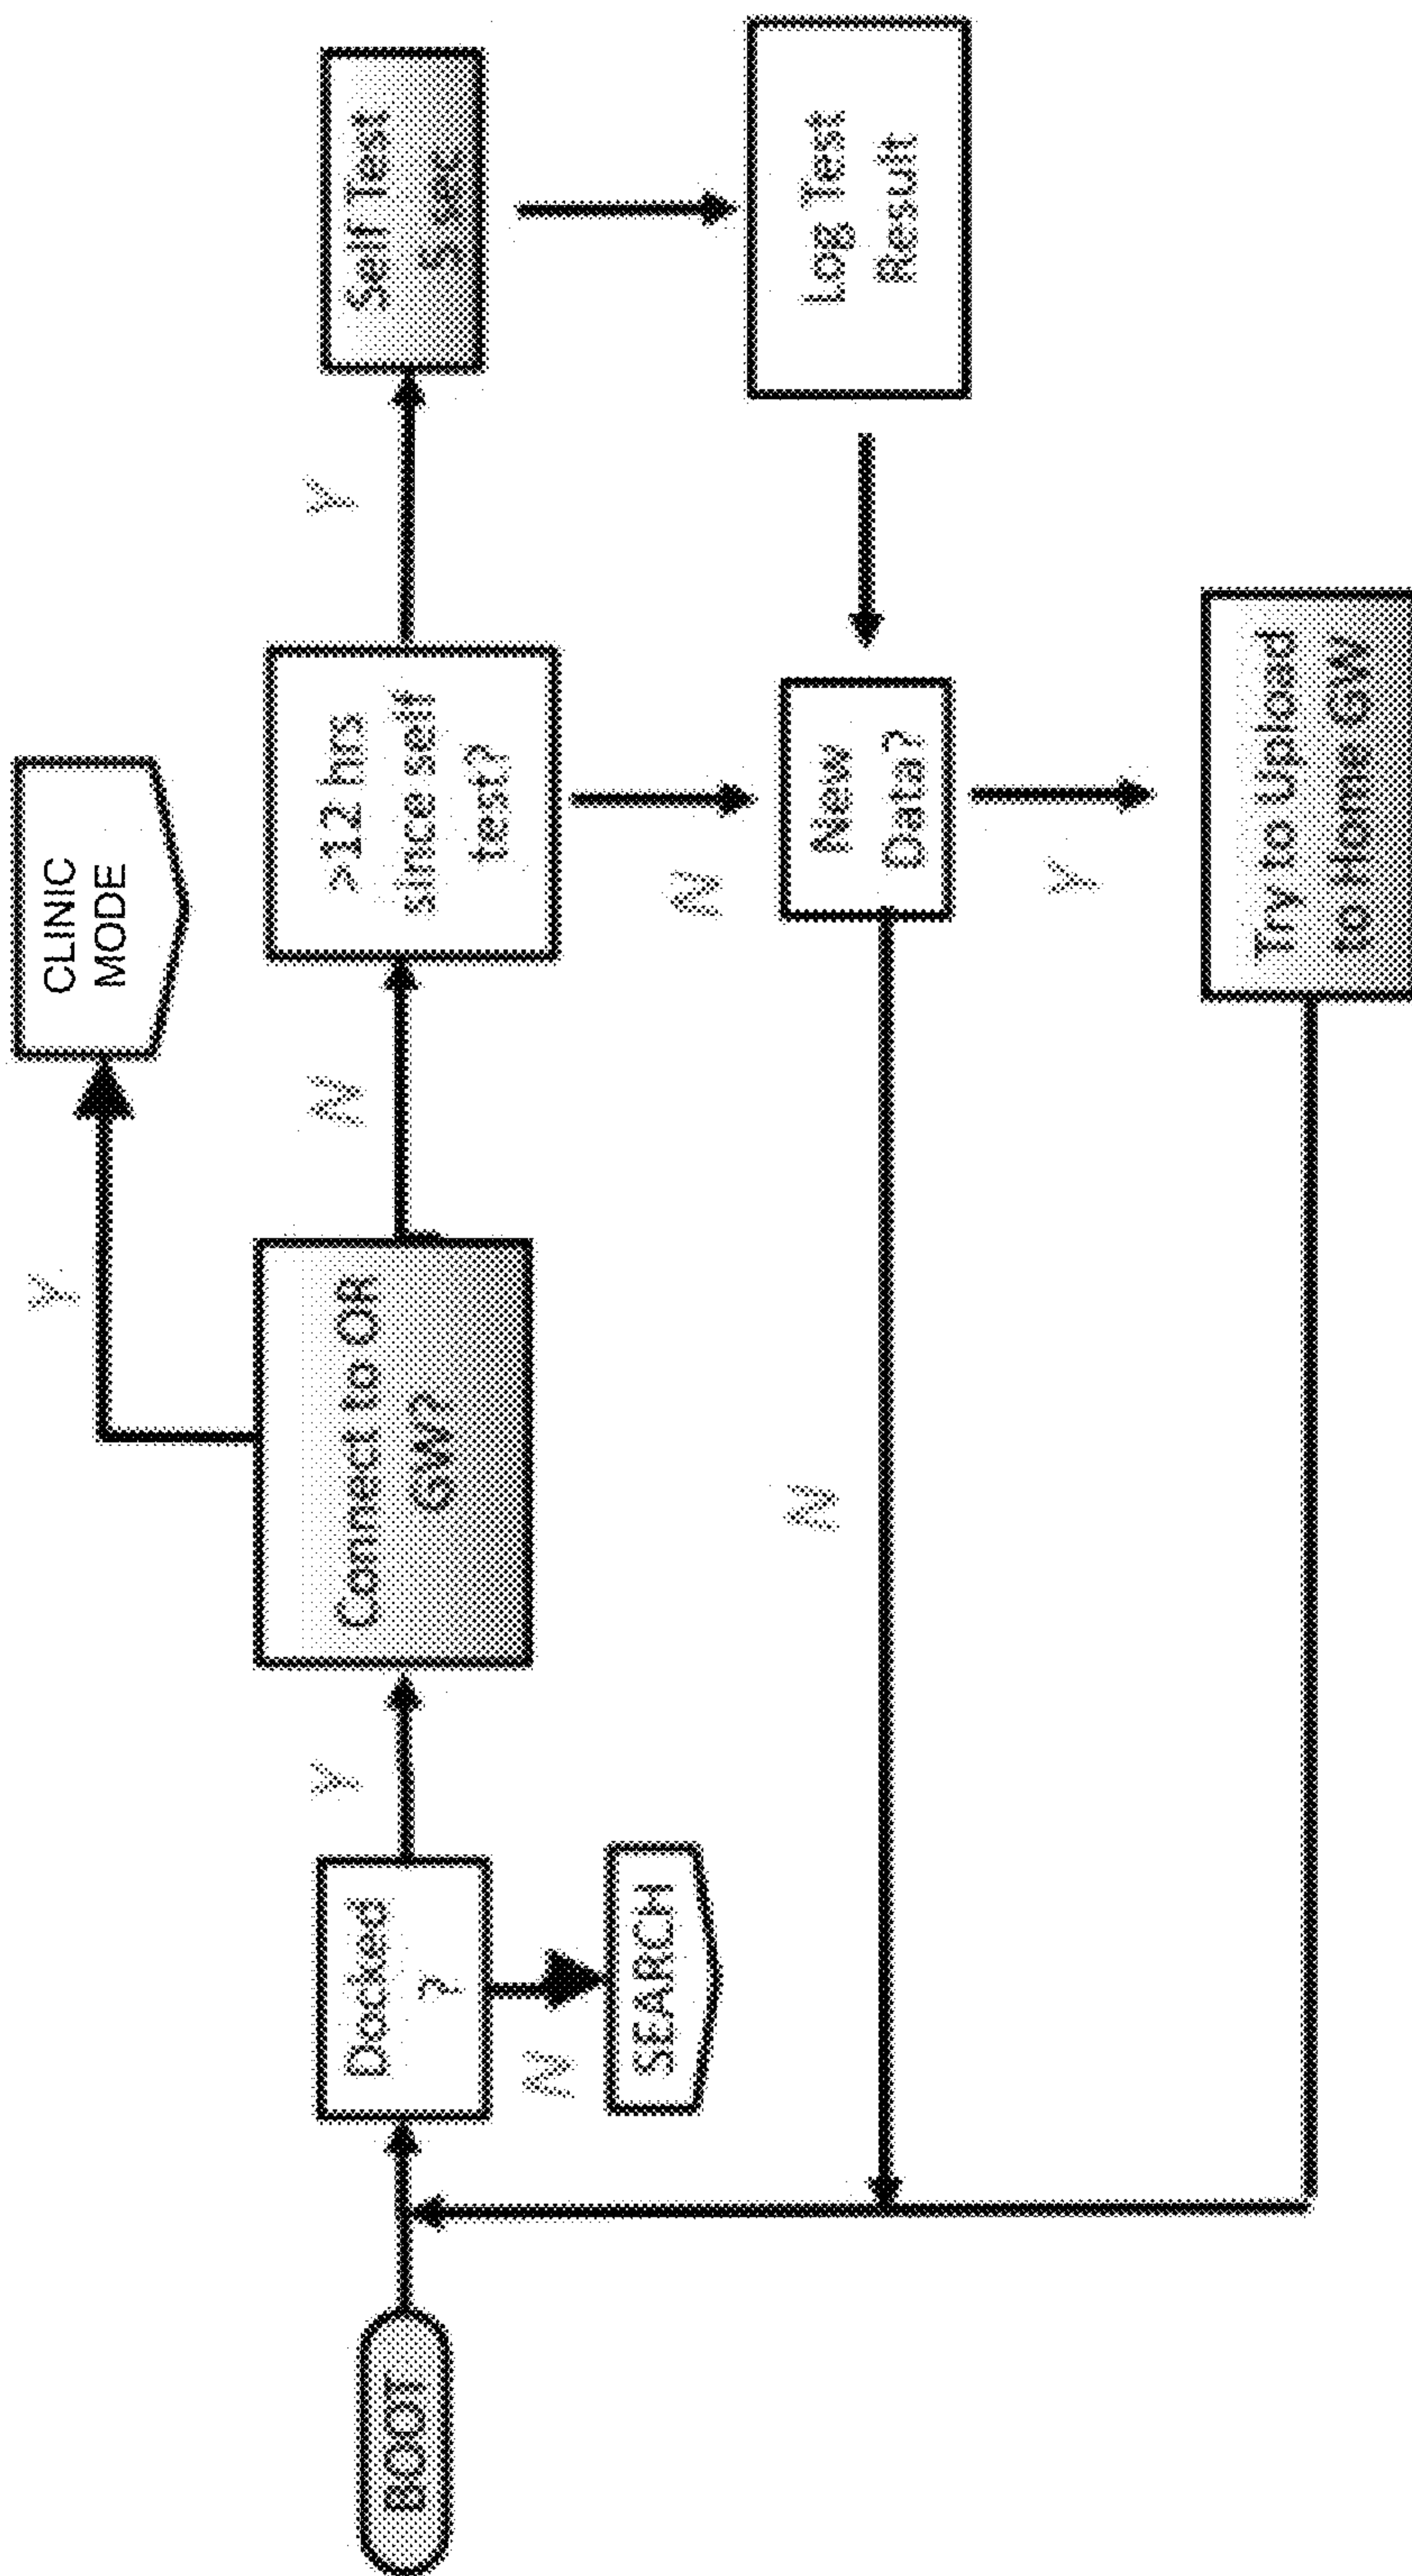 BOOT
Docked
?
Y
N
SEARCH
Connect to OR
GW?
Y
CLINIC
MODE
N
>12 hrs
since self
test?
Y
Self Test
5 sec
Log Test
Result
N
New
Data?
N
Y
Try to Upload
to Home GW